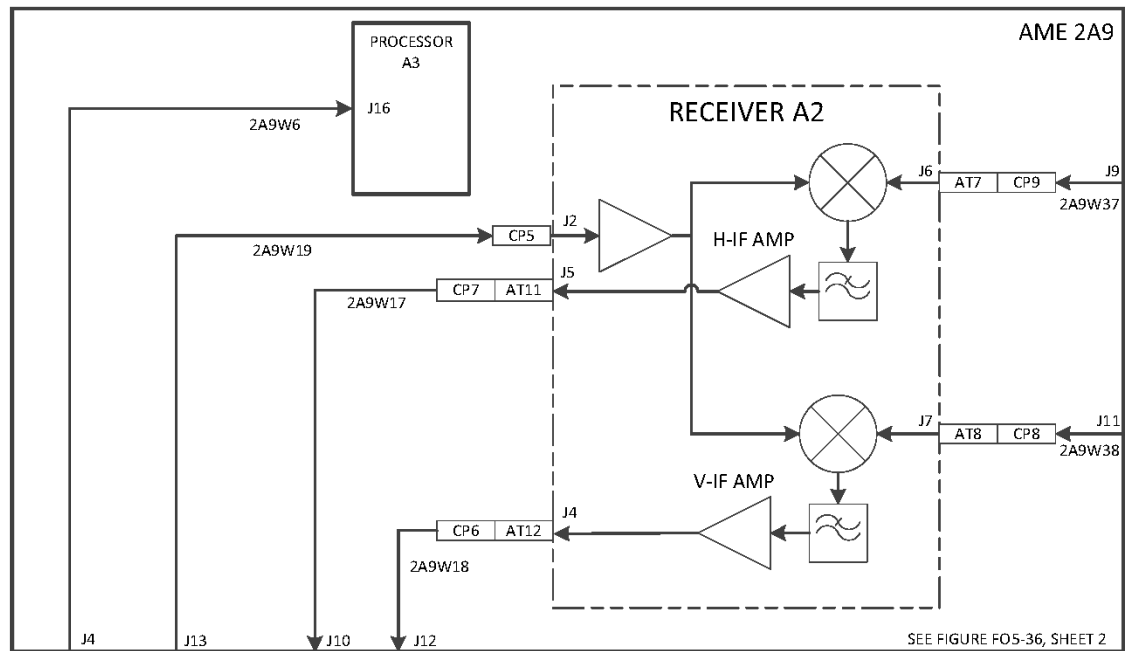 AME 2A9
PROCESSOR
A3
J16
2A9W6
RECEIVER A2
J6
AT7
CP9
J9
2A9W37
J2
CP5
2A9W19
H-IF AMP
J5
CP7
AT11
2A9W17
J7
AT8
CP8
J11
2A9W38
V-IF AMP
J4
CP6
AT12
2A9W18
J4
J13
J10
J12
SEE FIGURE FO5-36, SHEET 2